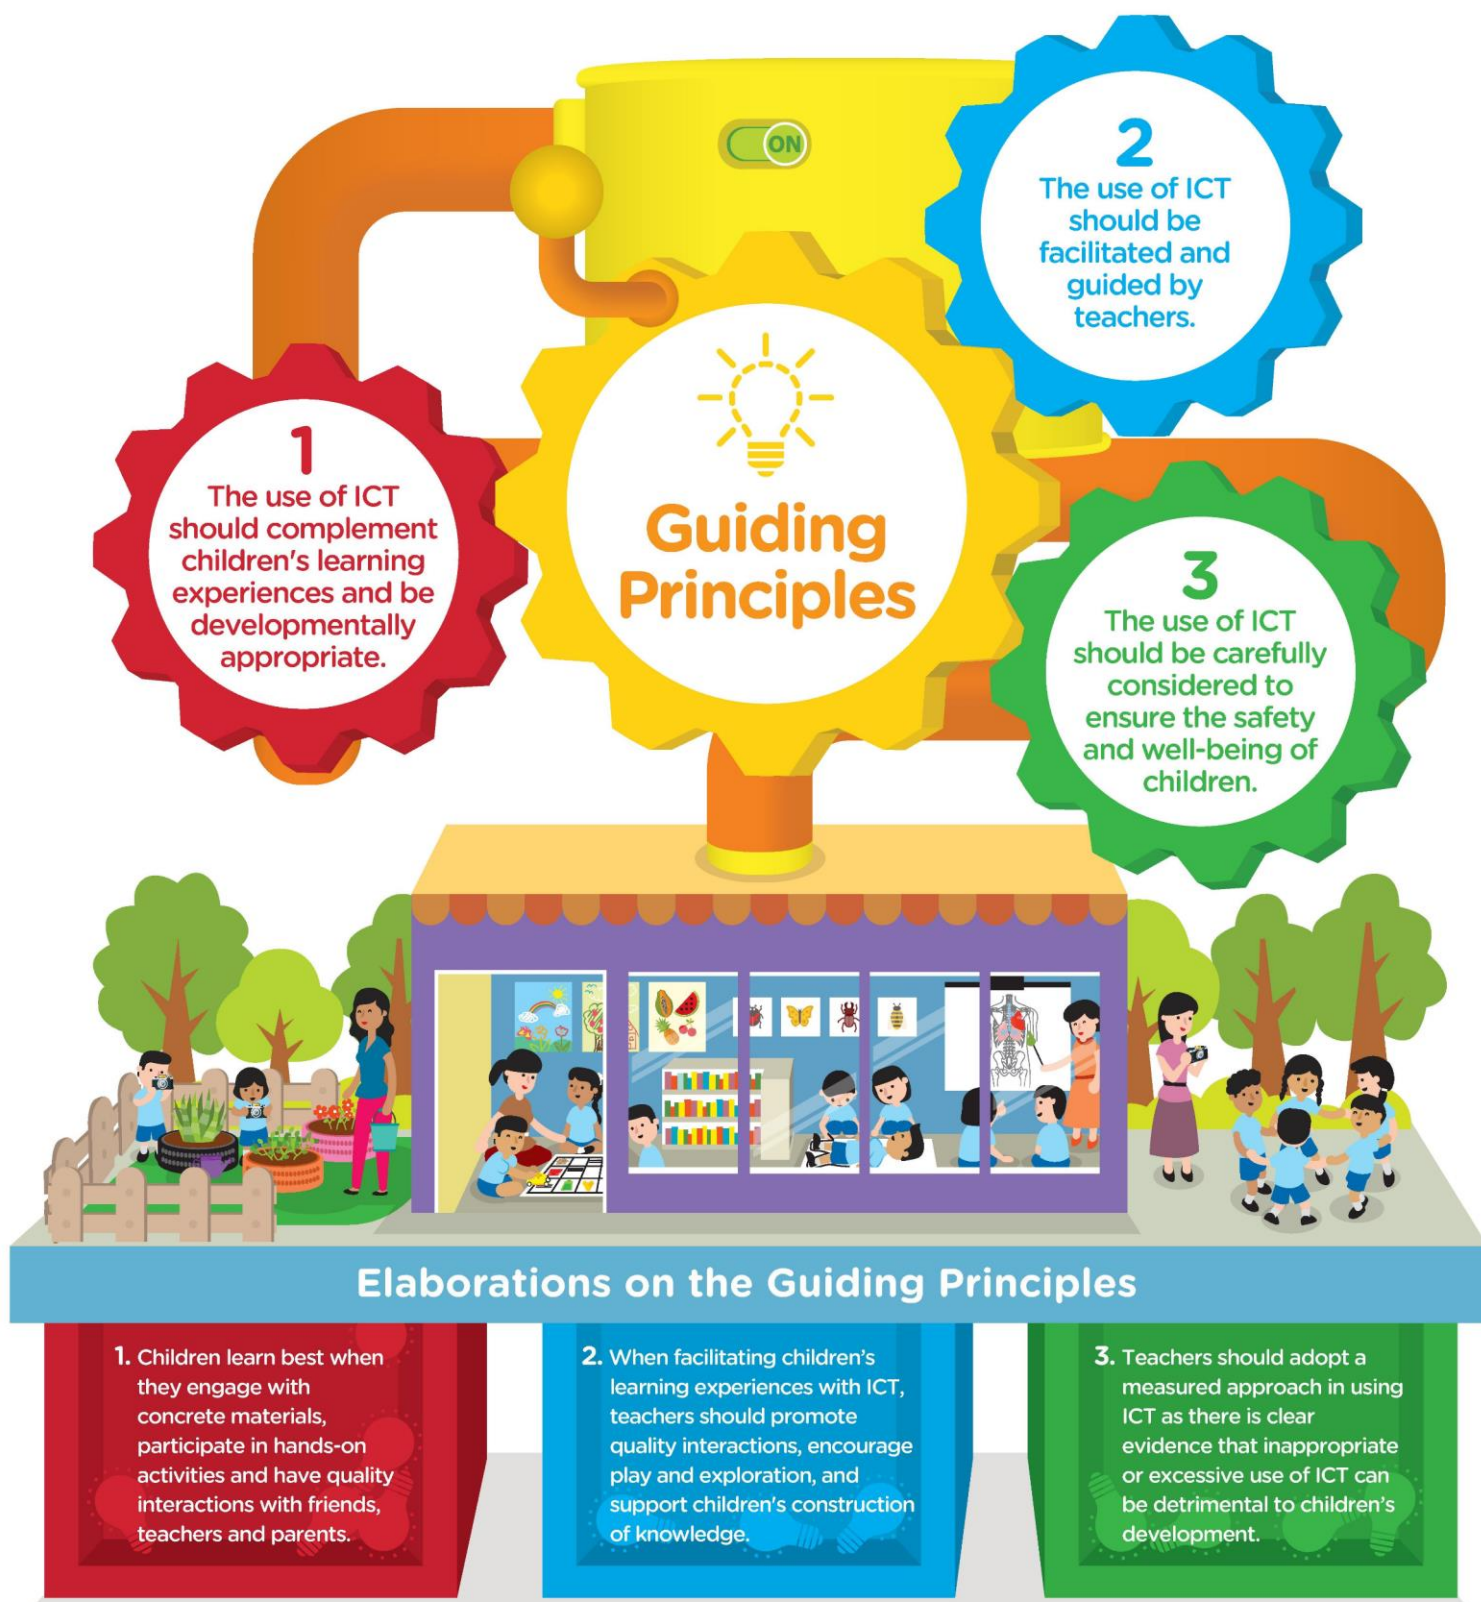 ON
Guiding
Principles
1
The use of ICT
should complement
children's learning
experiences and be
developmentally
appropriate.
2
The use of ICT
should be
facilitated and
guided by
teachers.
3
The use of ICT
should be carefully
considered to
ensure the safety
and well-being of
children.
Elaborations on the Guiding Principles
1. Children learn best when
they engage with
concrete materials,
participate in hands-on
activities and have quality
interactions with friends,
teachers and parents.
2. When facilitating children's
learning experiences with ICT,
teachers should promote
quality interactions, encourage
play and exploration, and
support children's construction
of knowledge.
3. Teachers should adopt a
measured approach in using
ICT as there is clear
evidence that inappropriate
or excessive use of ICT can
be detrimental to children's
development.